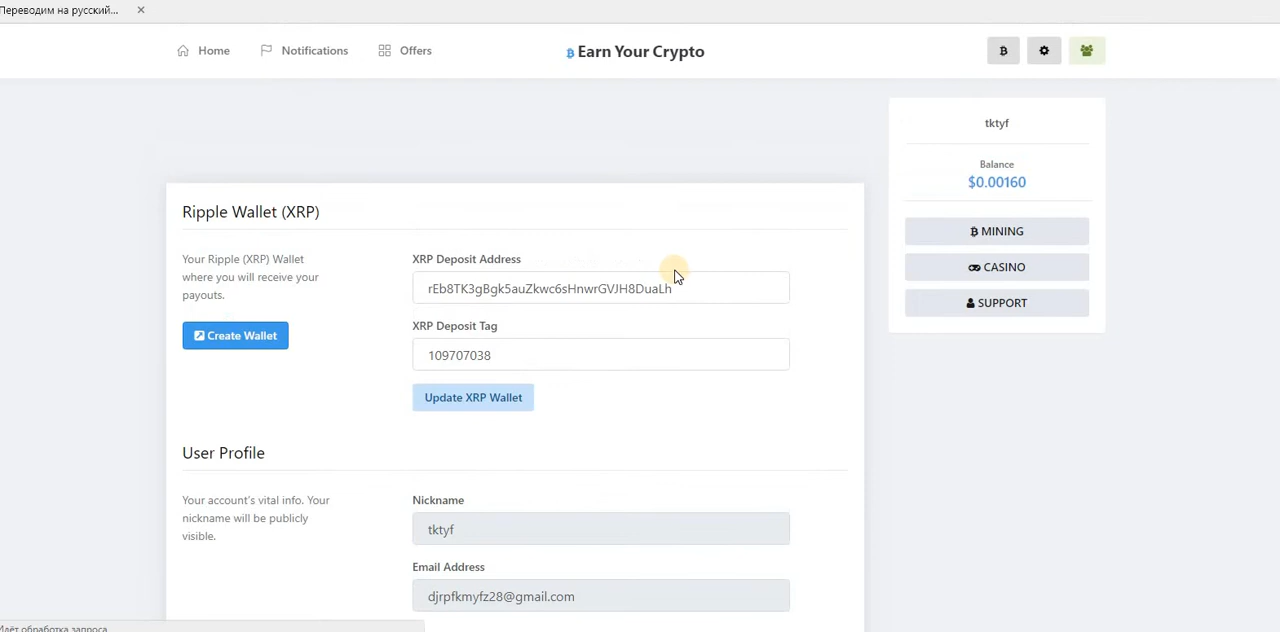 Переводим на русский...
Home
Notifications
Offers
Earn Your Crypto
tktyf
Balance
$0.00160
MINING
CASINO
SUPPORT
Ripple Wallet (XRP)
Your Ripple (XRP) Wallet
where you will receive your
payouts.
Create Wallet
XRP Deposit Address
rEb8TK3gBgk5auZkwc6sHnwrGVJH8DuaLh
XRP Deposit Tag
109707038
Update XRP Wallet
User Profile
Your account's vital info. Your
nickname will be publicly
visible.
Nickname
tktyf
Email Address
djrpfkmyfz28@gmail.com
Идёт обработка запроса